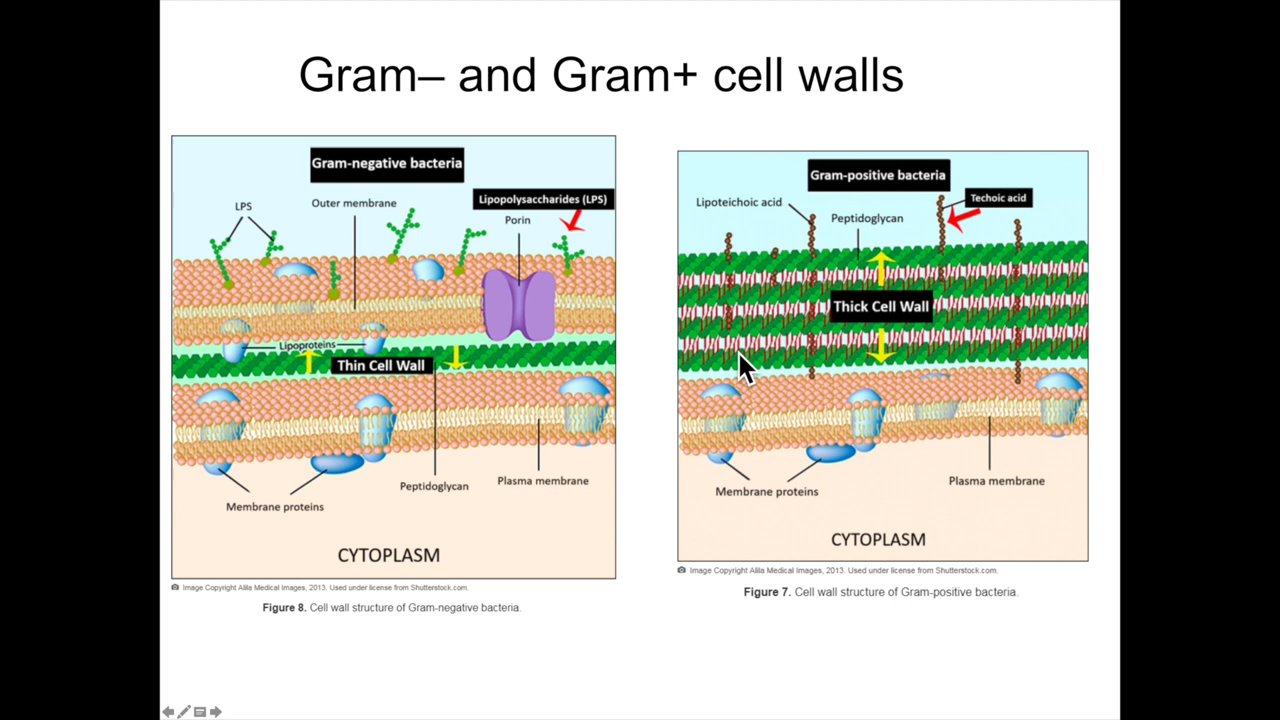 Gram– and Gram+ cell walls
Gram-negative bacteria
Lipopolysaccharides (LPS)
LPS
Outer membrane
Porin
Lipoproteins
Thin Cell Wall
Peptidoglycan
Plasma membrane
Membrane proteins
CYTOPLASM
Image Copyright Alila Medical Images, 2013. Used under license from Shutterstock.com.
Figure 8. Cell wall structure of Gram-negative bacteria.
Gram-positive bacteria
Techoic acid
Lipoteichoic acid
Peptidoglycan
Thick Cell Wall
Plasma membrane
Membrane proteins
CYTOPLASM
Image Copyright Alila Medical Images, 2013. Used under license from Shutterstock.com.
Figure 7. Cell wall structure of Gram-positive bacteria.